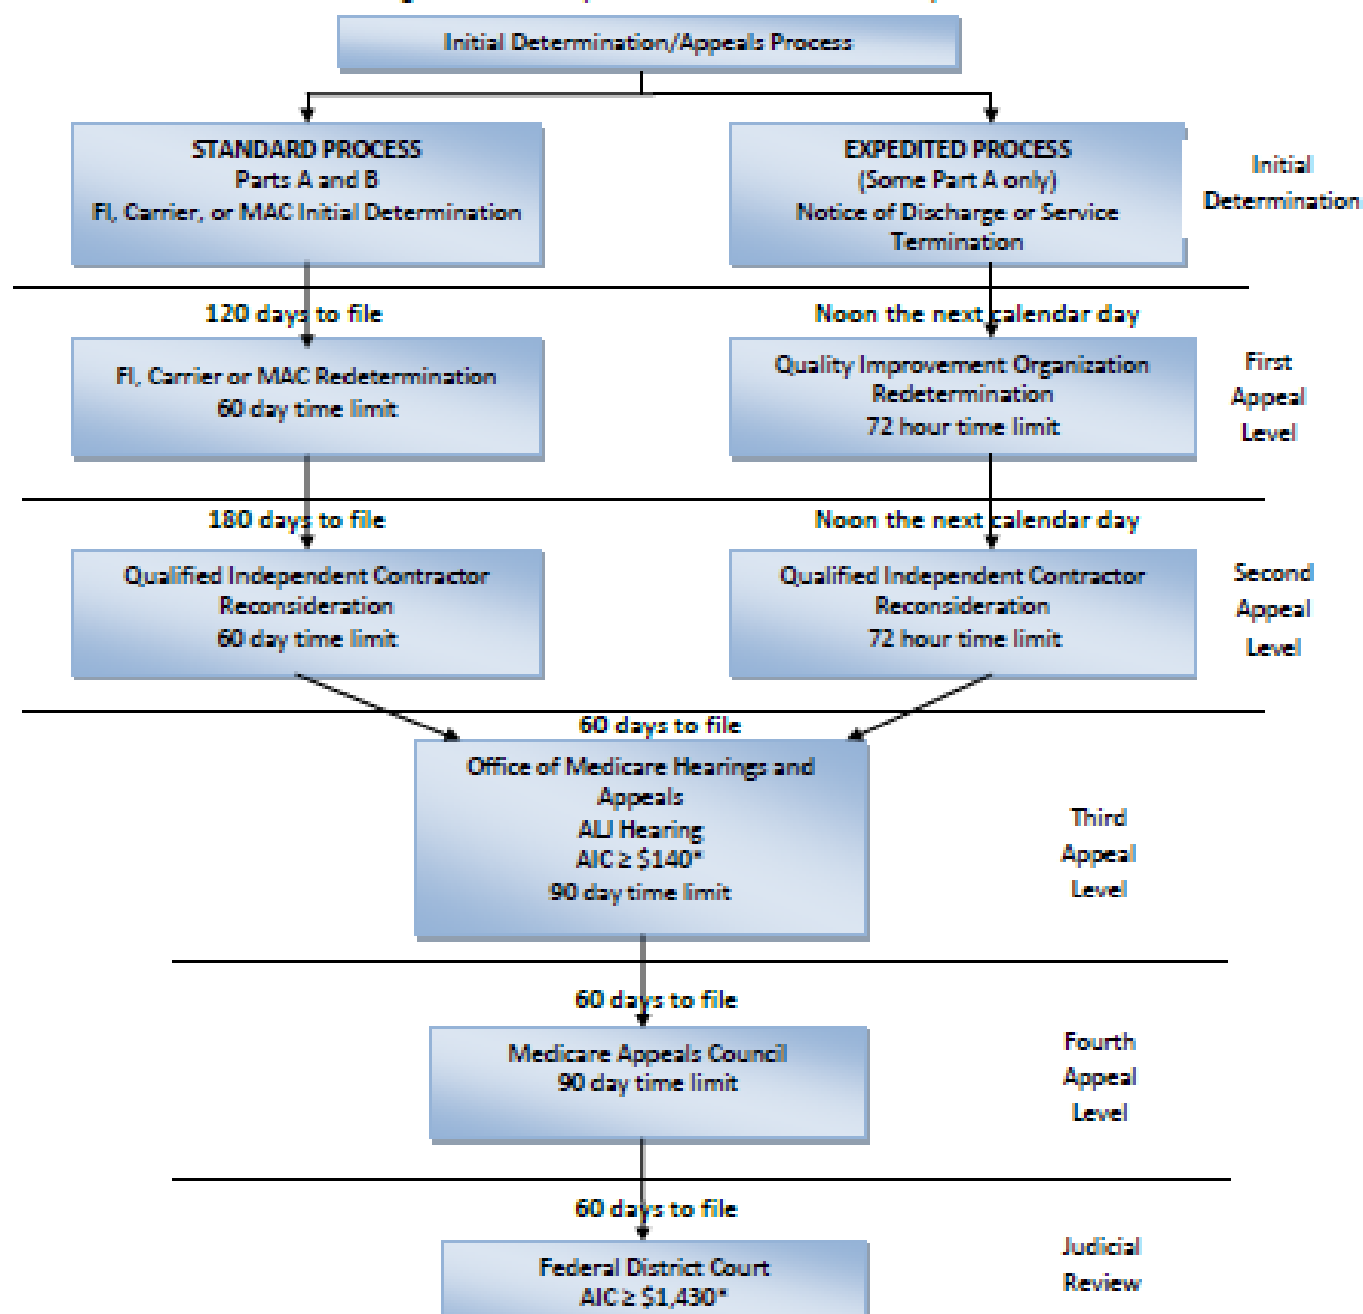 Initial Determination/Appeals Process
STANDARD PROCESS
Parts A and B
FI, Carrier, or MAC Initial Determination
EXPEDITED PROCESS
(Some Part A only)
Notice of Discharge or Service
Termination
Initial
Determination
120 days to file
Noon the next calendar day
FI, Carrier or MAC Redetermination
60 day time limit
Quality Improvement Organization
Redetermination
72 hour time limit
First
Appeal
Level
180 days to file
Noon the next calendar day
Qualified Independent Contractor
Reconsideration
60 day time limit
Qualified Independent Contractor
Reconsideration
72 hour time limit
Second
Appeal
Level
60 days to file
Office of Medicare Hearings and
Appeals
ALJ Hearing
AIC ≥ $140*
90 day time limit
Third
Appeal
Level
60 days to file
Medicare Appeals Council
90 day time limit
Fourth
Appeal
Level
60 days to file
Federal District Court
AIC ≥ $1,430*
Judicial
Review